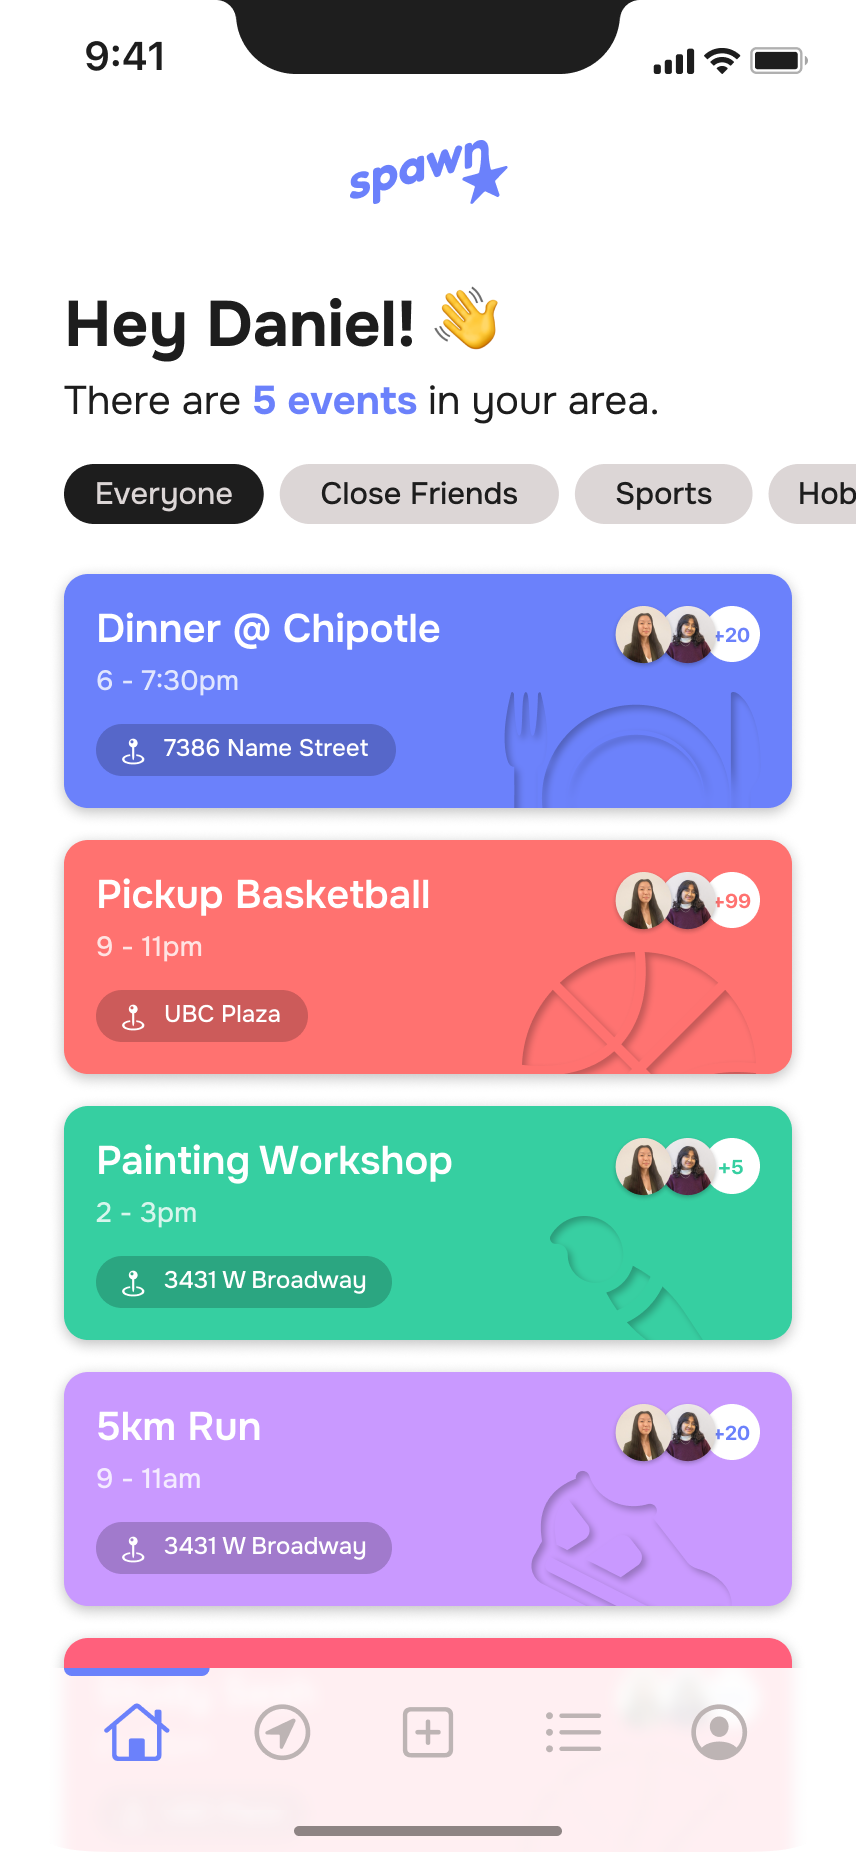 9:41
spawn
Hey Daniel! 👋
There are 5 events in your area.
Everyone
Close Friends
Sports
Hob
Dinner @ Chipotle
+20
6 - 7:30pm
7386 Name Street
Pickup Basketball
+99
9 - 11pm
UBC Plaza
Painting Workshop
+5
2 - 3pm
3431 W Broadway
5km Run
+20
9 - 11am
3431 W Broadway